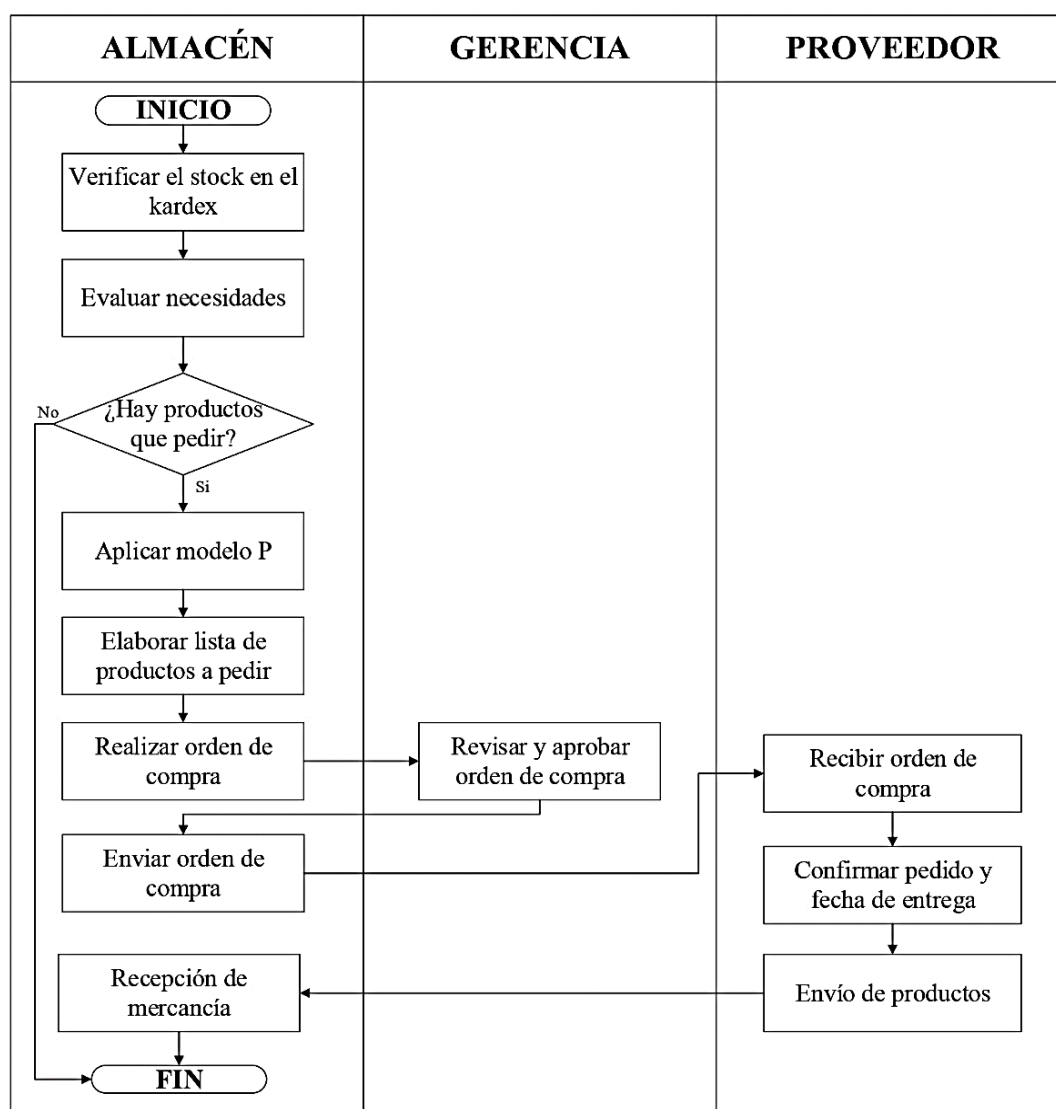 ALMACÉN
GERENCIA
PROVEEDOR
INICIO
Verificar el stock en el
kardex
Evaluar necesidades
¿Hay productos
que pedir?
No
Si
Aplicar modelo P
Elaborar lista de
productos a pedir
Realizar orden de
compra
Revisar y aprobar
orden de compra
Enviar orden de
compra
Recibir orden de
compra
Confirmar pedido y
fecha de entrega
Envío de productos
Recepción de
mercancía
FIN